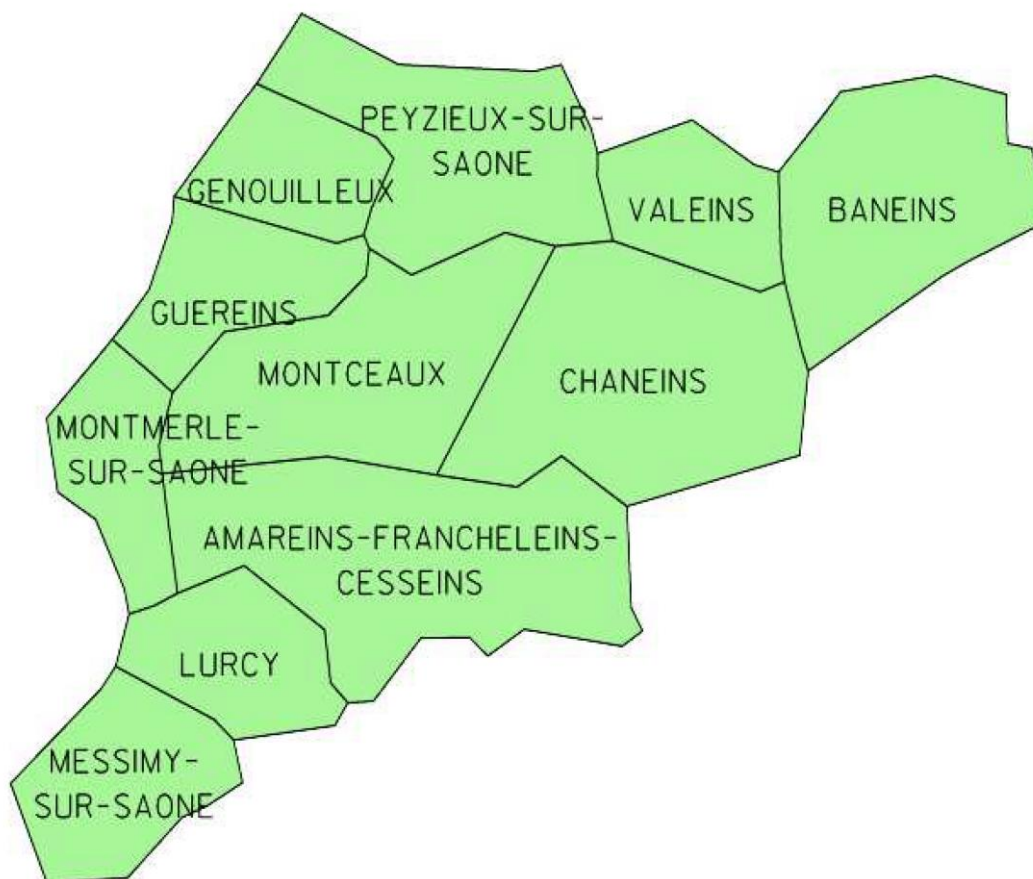 PEYZIEUX-SUR-
SAONE
GENOUILLEUX
VALEINS
BANEINS
GUEREINS
MONTCEAUX
CHANEINS
MONTMERLE-
SUR-SAONE
AMAREINS-FRANCHELEINS-
CESSEINS
LURCY
MESSIMY-
SUR-SAONE